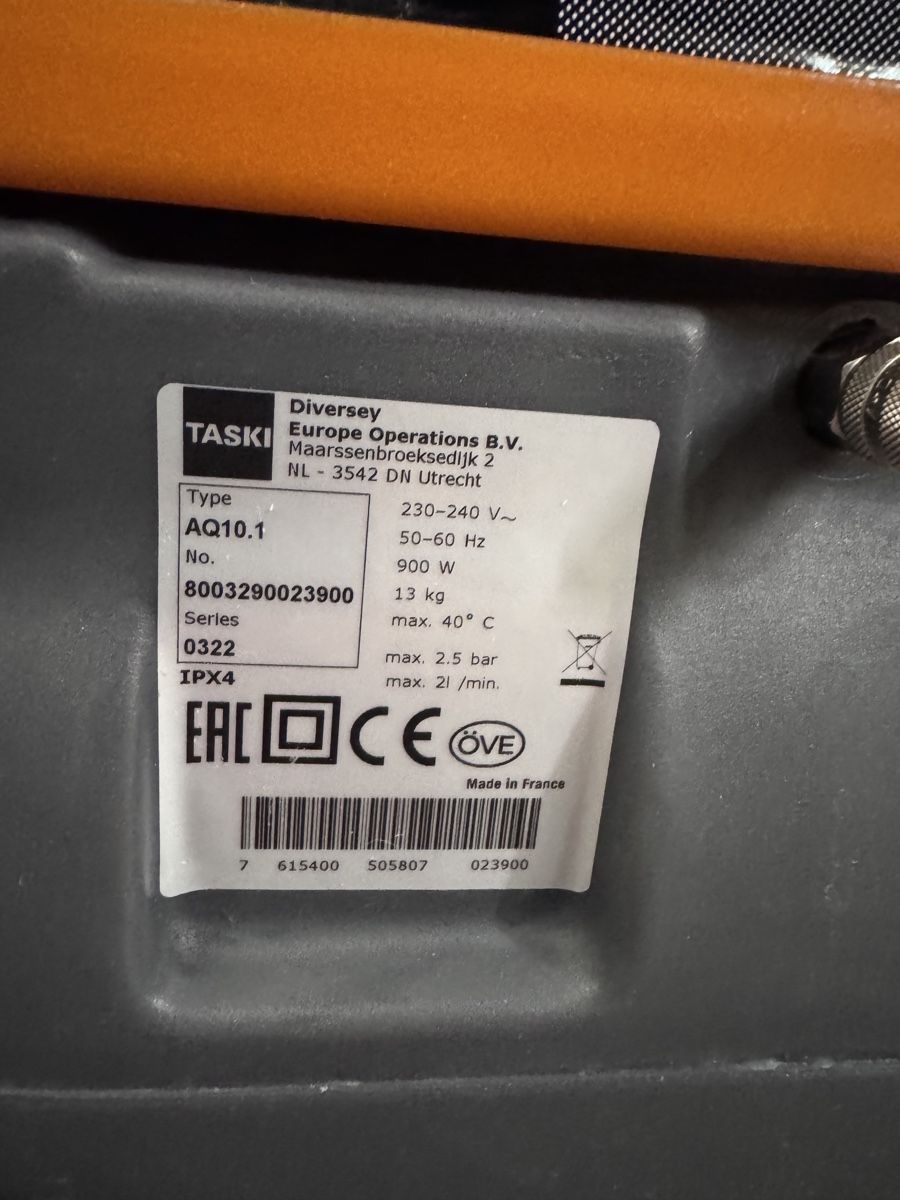 TASKI
Diversey
Europe Operations B.V.
Maarssenbroeksedijk 2
NL - 3542 DN Utrecht
Type
AQ10.1
No.
8003290023900
Series
0322
IPX4
230-240 V~
50-60 Hz
900 W
13 kg
max. 40° C
max. 2.5 bar
max. 2l /min.
EAC CE ÖVE
Made in France
7 615400 505807 023900